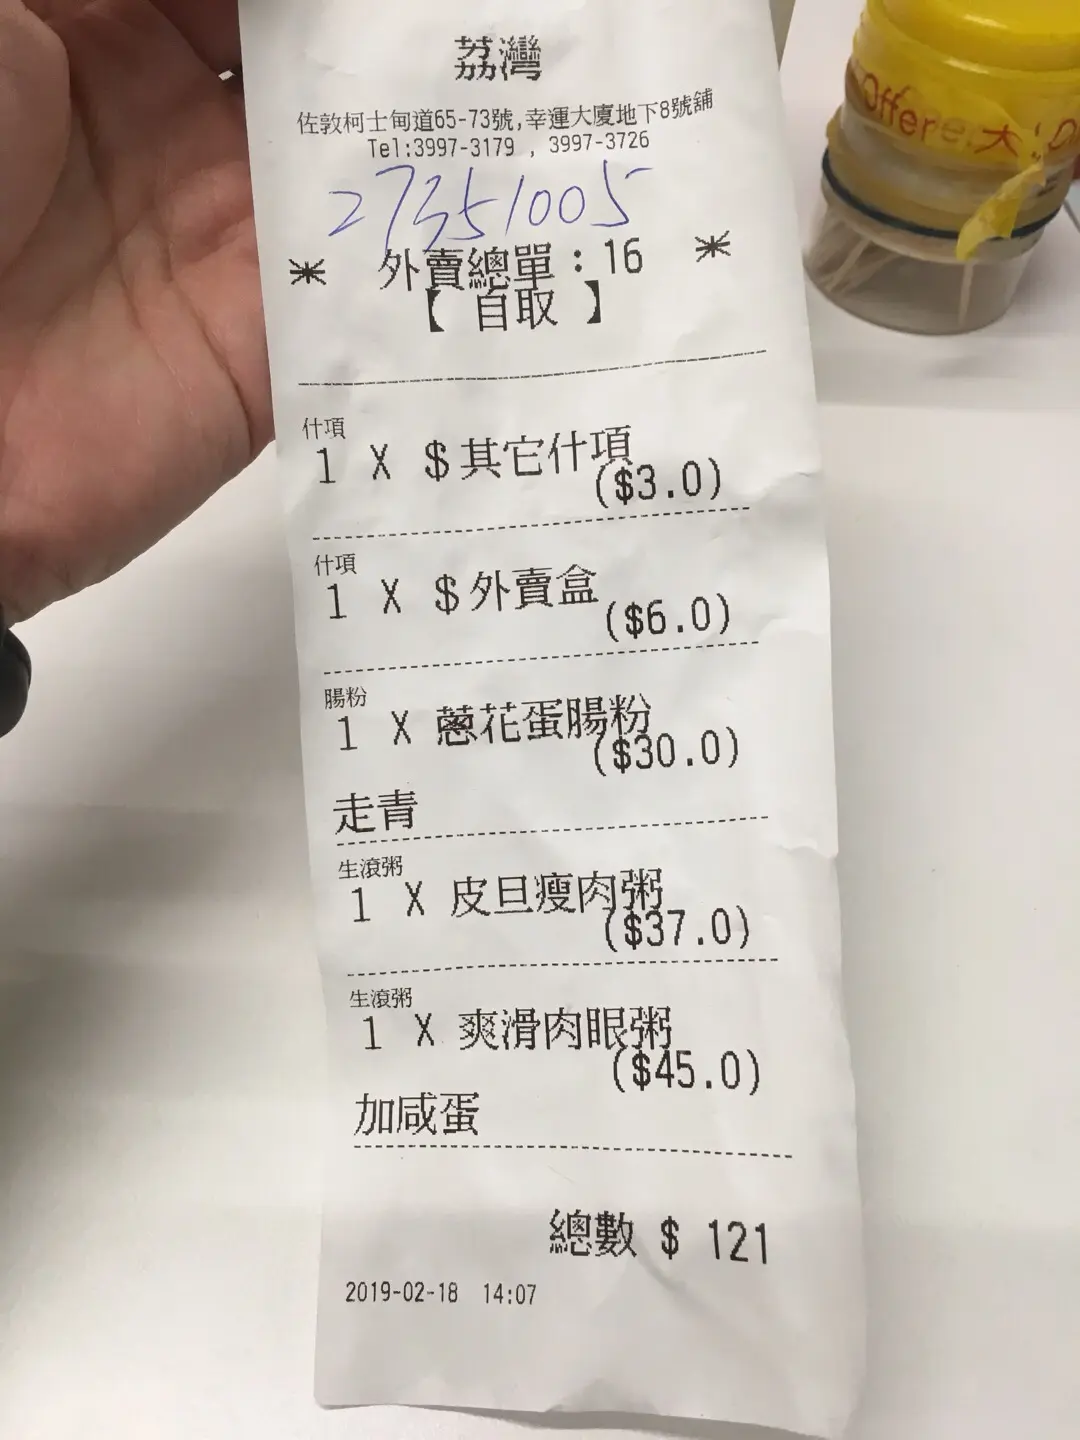 荔灣
佐敦柯士甸道65-73號,幸運大廈地下8號舖
Tel:3997-3179 , 3997-3726
27351005
* 外賣總單:16 *
【 自取 】
什項
1 X $其它什項
($3.0)
什項
1 X $外賣盒
($6.0)
腸粉
1 X 蔥花蛋腸粉
($30.0)
走青
生滾粥
1 X 皮旦瘦肉粥
($37.0)
生滾粥
1 X 爽滑肉眼粥
($45.0)
加咸蛋
總數 $ 121
2019-02-18 14:07
Offere
大